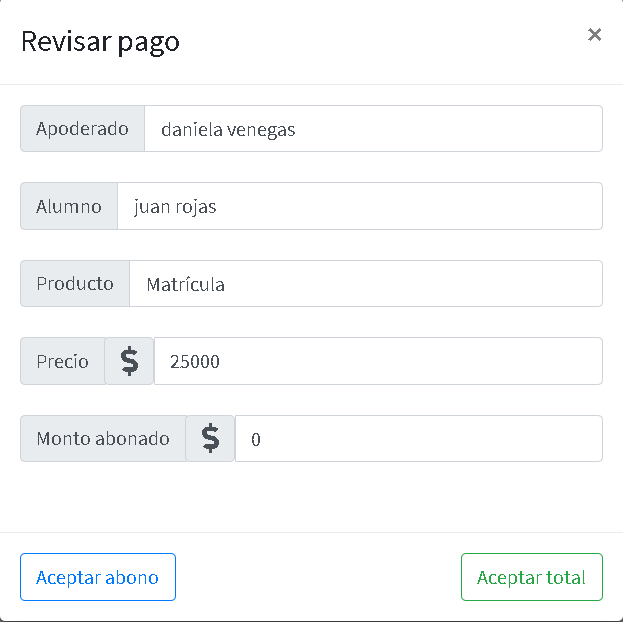 Revisar pago ×
Apoderado daniela venegas
Alumno juan rojas
Producto Matrícula
Precio $ 25000
Monto abonado $ 0
Aceptar abono Aceptar total